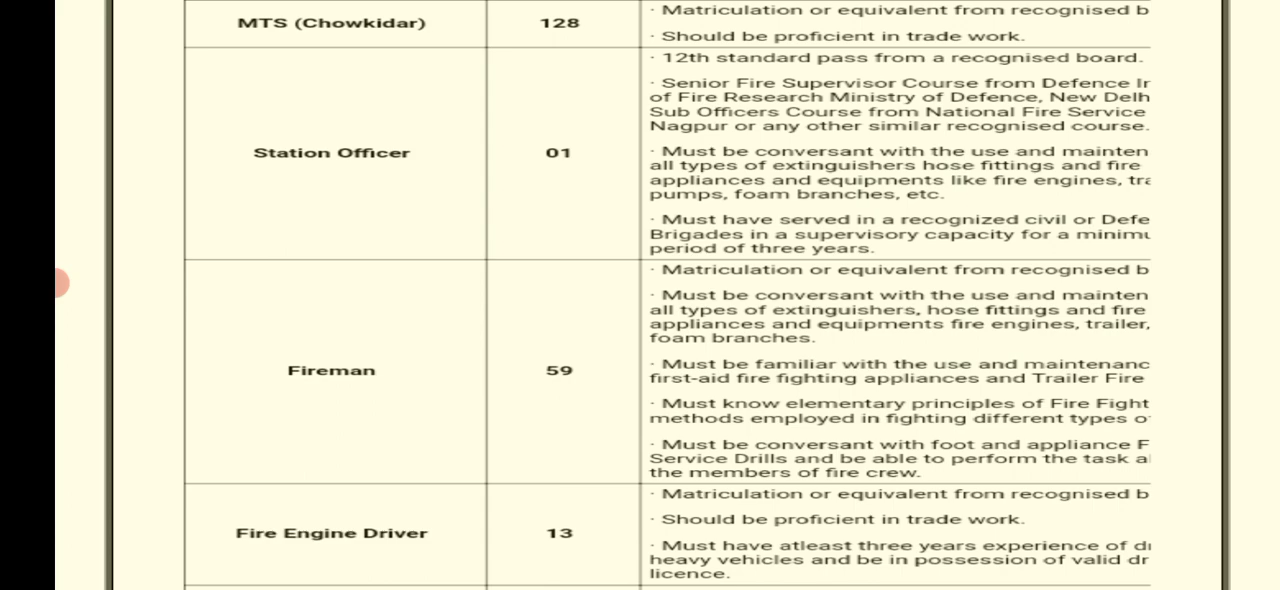 MTS (Chowkidar)
128
· Matriculation or equivalent from recognised b
· Should be proficient in trade work.
Station Officer
01
· 12th standard pass from a recognised board.
· Senior Fire Supervisor Course from Defence
of Fire Research Ministry of Defence, New Delh
Sub Officers Course from National Fire Service
Nagpur or any other similar recognised course.
· Must be conversant with the use and mainten
all types of extinguishers hose fittings and fire
appliances and equipments like fire engines,
pumps, foam branches, etc.
· Must have served in a recognized civil or Defe
Brigades in a supervisory capacity for a
period of three years.
Fireman
59
· Matriculation or equivalent from recognised b
· Must be conversant with the use and mainten
all types of extinguishers, hose fittings and fire
appliances and equipments fire engines, trailer,
foam branches.
· Must be familiar with the use and maintenanc
first-aid fire fighting appliances and Trailer Fire
· Must know elementary principles of Fire Fight
methods employed in fighting different types
· Must be conversant with foot and appliance F
Service Drills and be able to perform the task
the members of fire crew.
Fire Engine Driver
13
· Matriculation or equivalent from recognised b
· Should be proficient in trade work.
· Must have atleast three years experience of
heavy vehicles and be in possession of valid dr
licence.